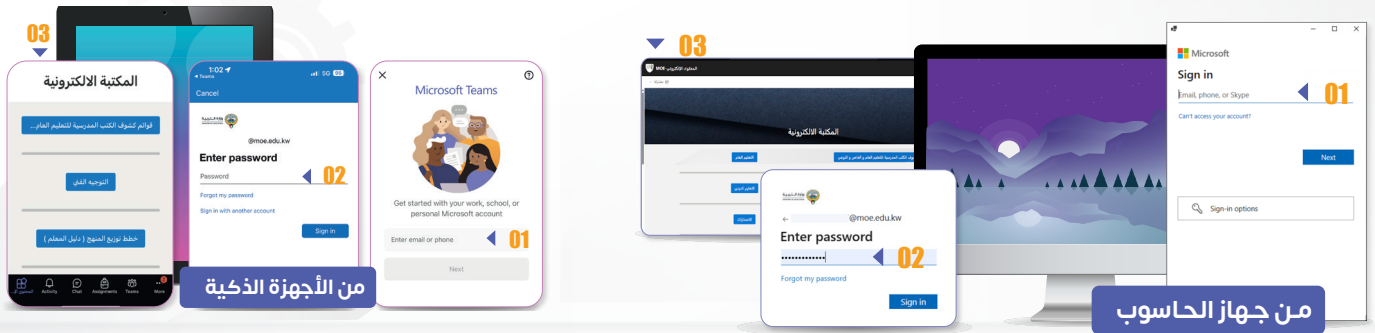 03
المكتبة الالكترونية
قوائم كشوف الكتب المدرسية للتعليم العام...
التوجيه الفني
خطط توزيع المنهج ( دليل المعلم )
Activity
Chat
Assignments
Teams
More
1:02
Teams
5G
Cancel
@moe.edu.kw
Enter password
Password
02
Forgot my password
Sign in with another account
Sign in
من الأجهزة الذكية
Microsoft Teams
Get started with your work, school, or
personal Microsoft account
Enter email or phone
01
Next
03
المكتبة الالكترونية
التعليم العام
التعليم الديني
@moe.edu.kw
Enter password
02
Forgot my password
Sign in
Microsoft
Sign in
Email, phone, or Skype
01
Can't access your account?
Next
Sign-in options
من جهاز الحاسوب